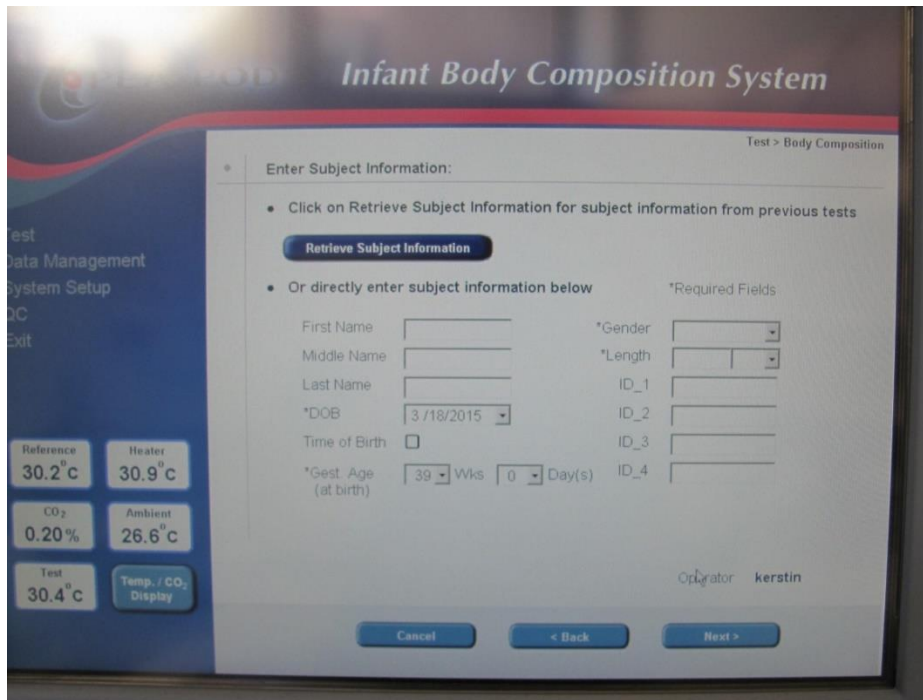 Infant Body Composition System
Test > Body Composition
Enter Subject Information:
Click on Retrieve Subject Information for subject information from previous tests
Retrieve Subject Information
Or directly enter subject information below
*Required Fields
First Name
*Gender
Middle Name
*Length
Last Name
ID_1
*DOB 3/18/2015
ID_2
Time of Birth
ID_3
*Gest. Age 39 Wks 0 Day(s)
(at birth)
ID_4
Data Management
System Setup
Reference
30.2°C
Heater
30.9°C
CO2
0.20%
Ambient
26.6°C
Test
30.4°C
Temp. / CO2
Display
Operator kerstin
Cancel
< Back
Next >